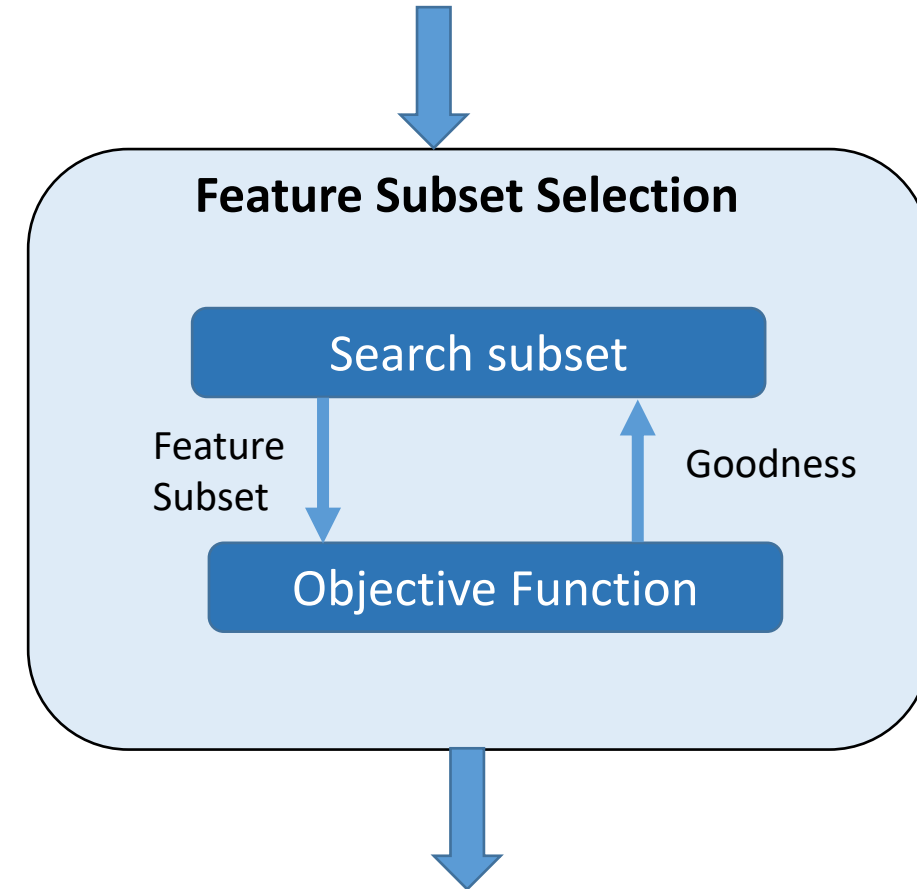 Feature Subset Selection
Search subset
Feature
Subset
Goodness
Objective Function